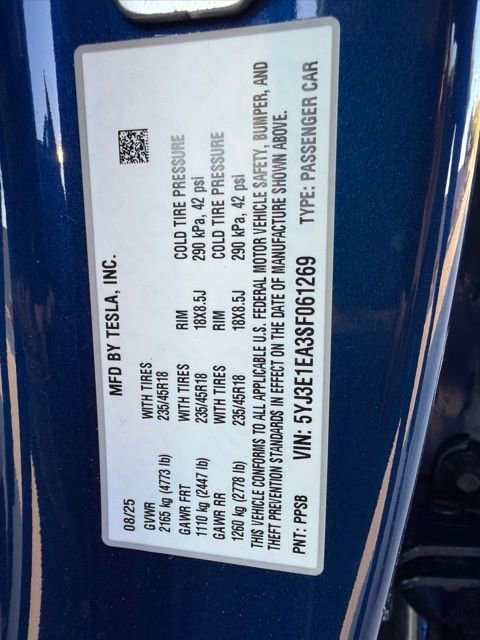 MFD BY TESLA, INC.
08/25
GVWR WITH TIRES RIM COLD TIRE PRESSURE
2165 kg (4773 lb) 235/45R18
GAWR FRT WITH TIRES RIM COLD TIRE PRESSURE
1110 kg (2447 lb) 235/45R18 18X8.5J 290 kPa, 42 psi
GAWR RR WITH TIRES RIM COLD TIRE PRESSURE
1260 kg (2778 lb) 235/45R18 18X8.5J 290 kPa, 42 psi
THIS VEHICLE CONFORMS TO ALL APPLICABLE U.S. FEDERAL MOTOR VEHICLE SAFETY, BUMPER, AND
THEFT PREVENTION STANDARDS IN EFFECT ON THE DATE OF MANUFACTURE SHOWN ABOVE.
VIN: 5YJ3E1EA3SF061269
PNT: PPSB TYPE: PASSENGER CAR